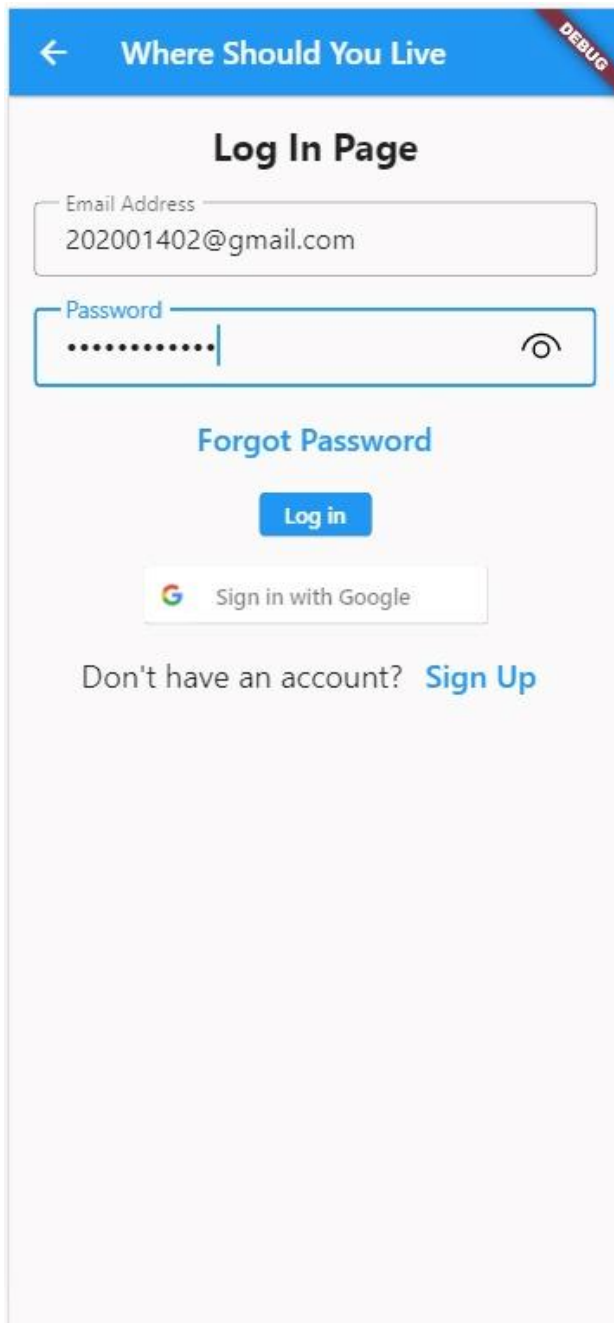 Where Should You Live
DEBUG
Log In Page
Email Address
202001402@gmail.com
Password
••••••••••••
Forgot Password
Log in
G Sign in with Google
Don't have an account? Sign Up